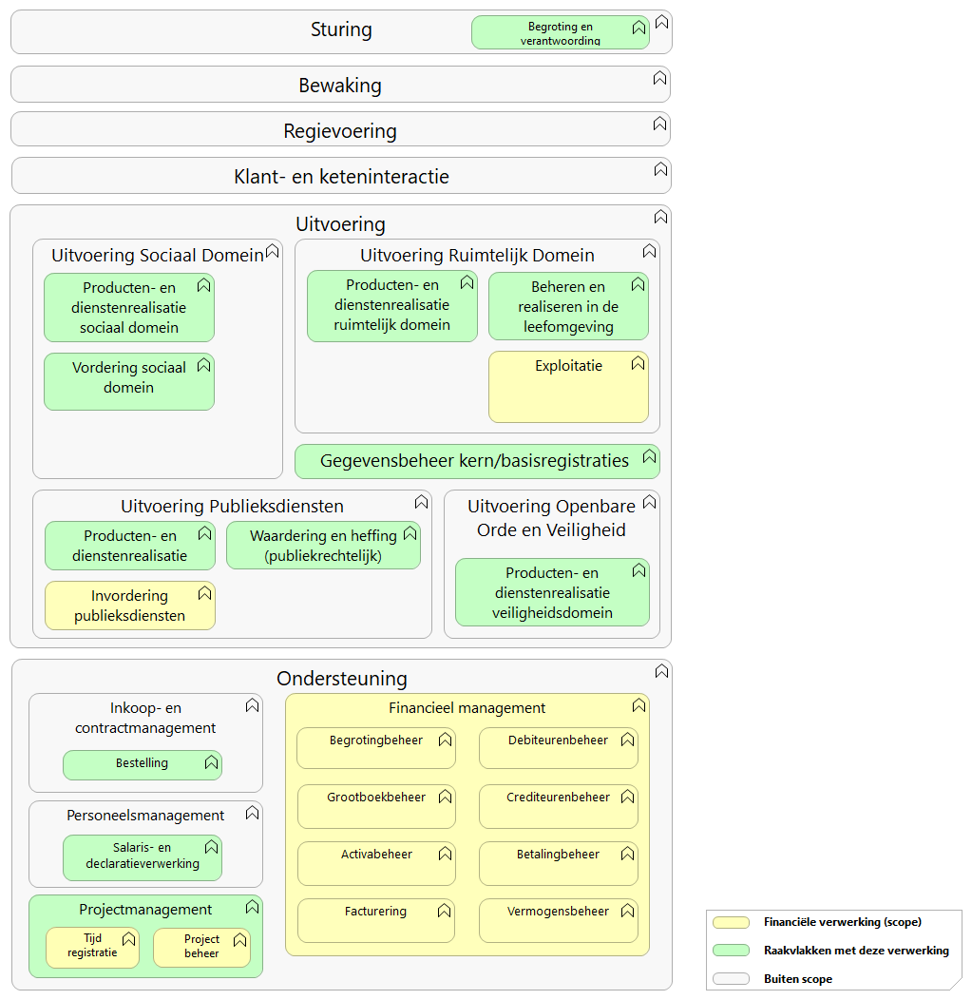 Sturing
Begroting en
verantwoording
Bewaking
Regievoering
Klant- en keteninteractie
Uitvoering
Uitvoering Sociaal Domein
Producten- en
dienstenrealisatie
sociaal domein
Vordering sociaal
domein
Uitvoering Ruimtelijk Domein
Producten- en
dienstenrealisatie
ruimtelijk domein
Beheren en
realiseren in de
leefomgeving
Exploitatie
Gegevensbeheer kern/basisregistraties
Uitvoering Publieksdiensten
Producten- en
dienstenrealisatie
Waardering en heffing
(publiekrechtelijk)
Invordering
publieksdiensten
Uitvoering Openbare
Orde en Veiligheid
Producten- en
dienstenrealisatie
veiligheidsdomein
Ondersteuning
Inkoop- en
contractmanagement
Bestelling
Personeelsmanagement
Salaris- en
declaratieverwerking
Projectmanagement
Tijd
registratie
Project
beheer
Financieel management
Begrotingbeheer
Debiteurenbeheer
Grootboekbeheer
Crediteurenbeheer
Activabeheer
Betalingbeheer
Facturering
Vermogensbeheer
Financiële verwerking (scope)
Raakvlakken met deze verwerking
Buiten scope